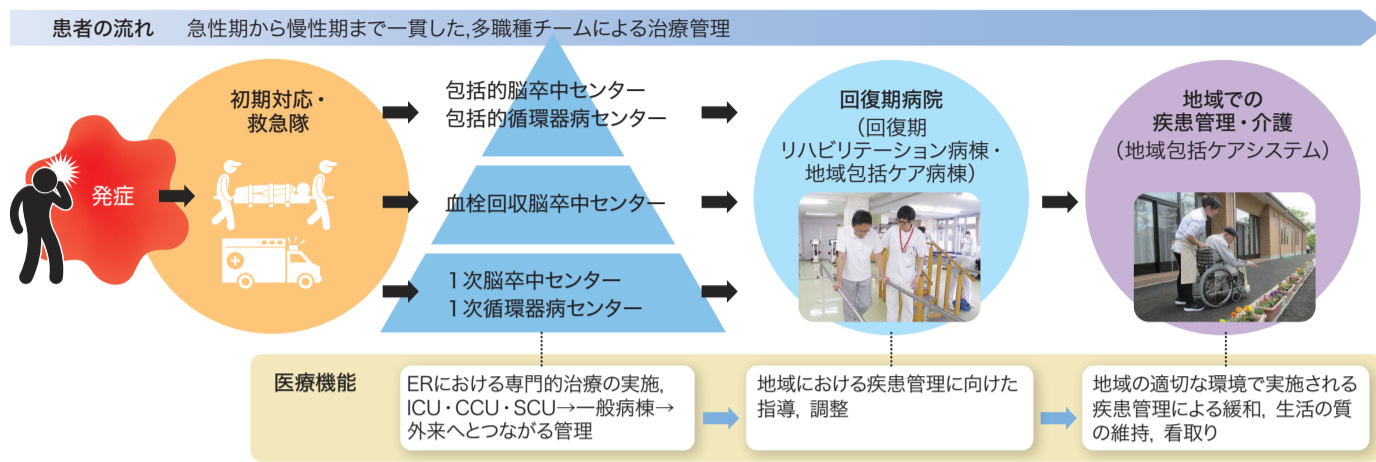 患者の流れ 急性期から慢性期まで一貫した,多職種チームによる治療管理
発症
初期対応・
救急隊
包括的脳卒中センター
包括的循環器病センター
血栓回収脳卒中センター
1次脳卒中センター
1次循環器病センター
回復期病院
（回復期
リハビリテーション病棟・
地域包括ケア病棟）
地域での
疾患管理・介護
（地域包括ケアシステム）
医療機能
ERにおける専門的治療の実施,
ICU・CCU・SCU→一般病棟→
外来へとつながる管理
地域における疾患管理に向けた
指導, 調整
地域の適切な環境で実施される
疾患管理による緩和, 生活の質
の維持, 看取り